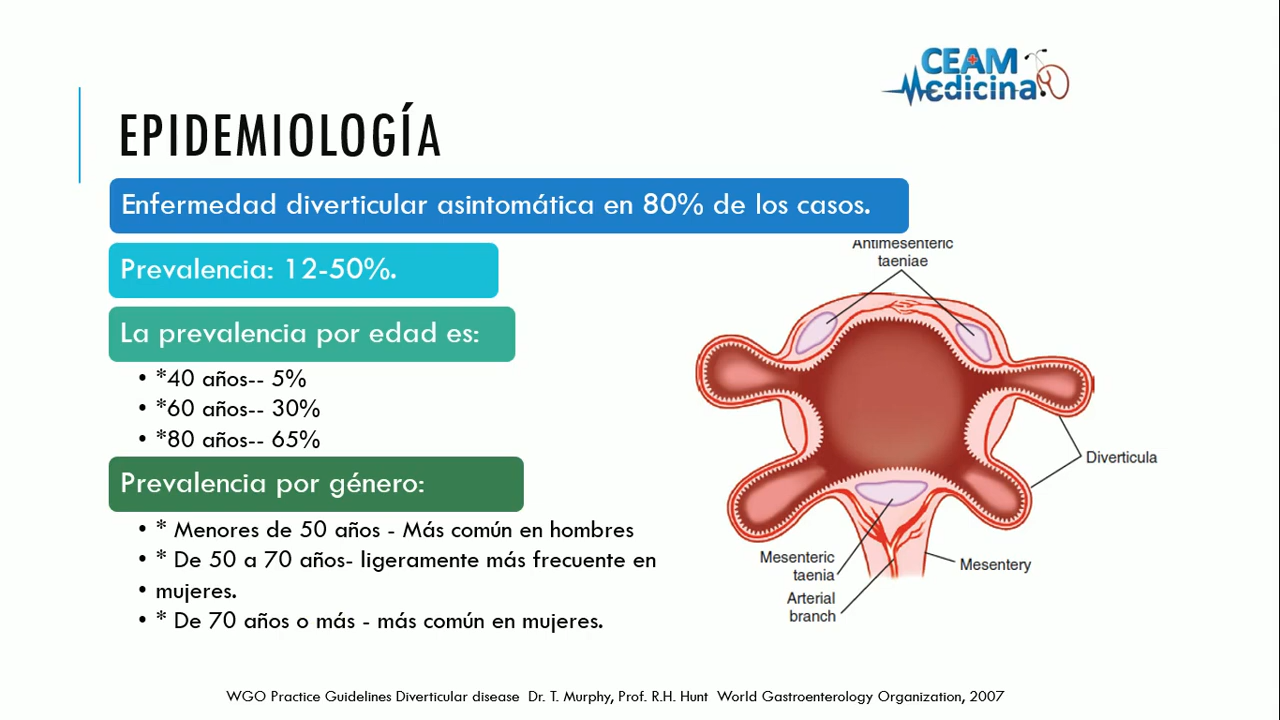 CEAM
Medicina
EPIDEMIOLOGÍA
Enfermedad diverticular asintomática en 80% de los casos.
Prevalencia: 12-50%.
La prevalencia por edad es:
• *40 años-- 5%
• *60 años-- 30%
• *80 años-- 65%
Prevalencia por género:
• * Menores de 50 años - Más común en hombres
• * De 50 a 70 años- ligeramente más frecuente en
• mujeres.
• * De 70 años o más - más común en mujeres.
Antimesenteric
taeniae
Diverticula
Mesenteric
taenia
Mesentery
Arterial
branch
WGO Practice Guidelines Diverticular disease Dr. T. Murphy, Prof. R.H. Hunt World Gastroenterology Organization, 2007